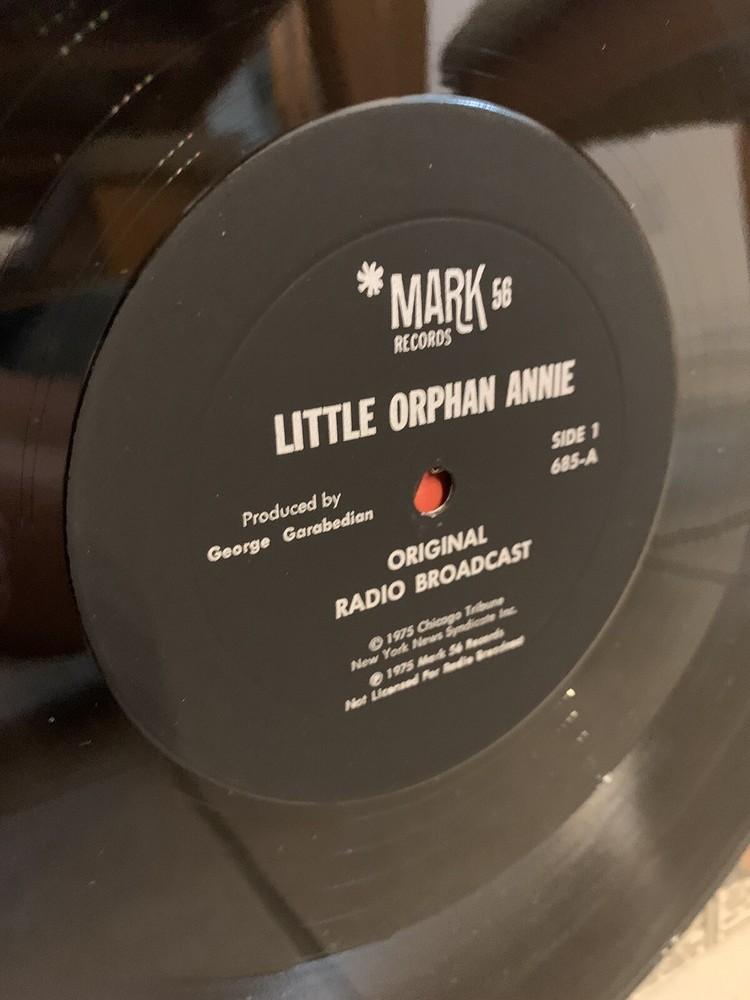 *MARK 56
RECORDS
LITTLE ORPHAN ANNIE
SIDE 1
685-A
Produced by
George Garabedian
ORIGINAL
RADIO BROADCAST
© 1975 Chicago Tribune
New York News Syndicate Inc.
℗ 1975 Mark 56 Records
Not Licensed For Radio Broadcast